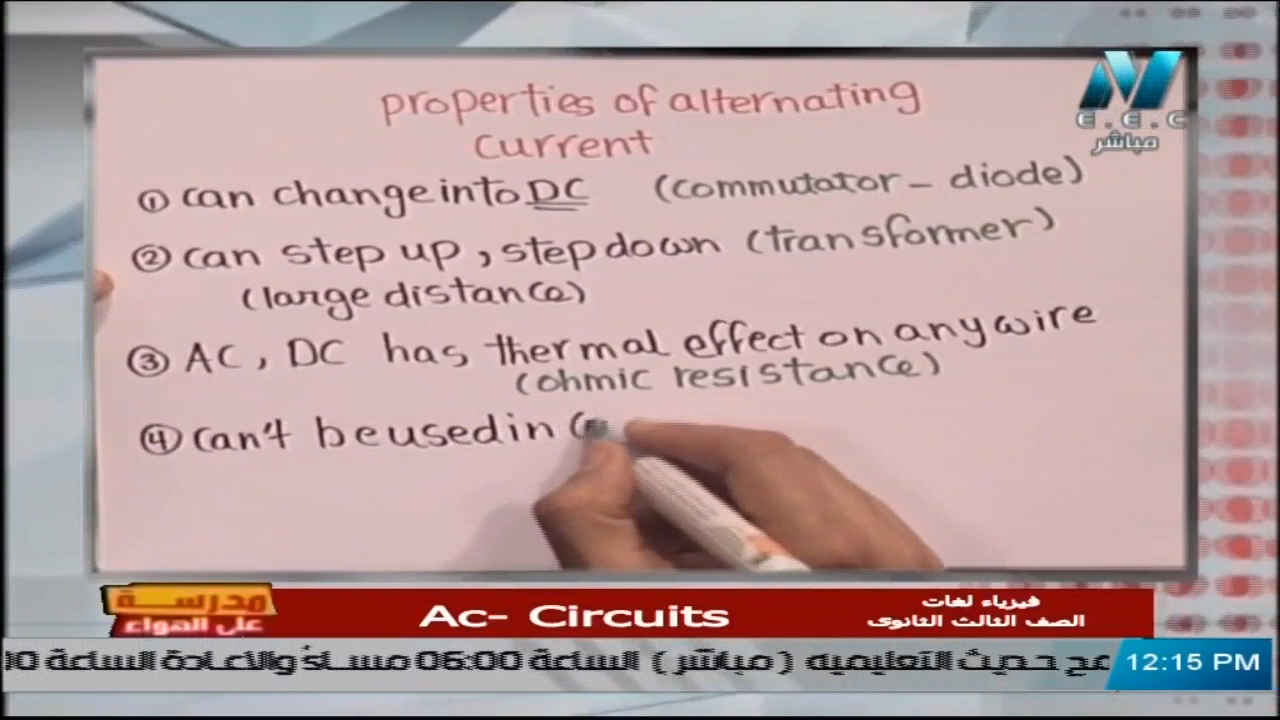 properties of alternating
current
① can change into DC (commutator - diode)
② can step up, step down (transformer)
(large distance)
③ AC, DC has thermal effect on any wire
(ohmic resistance)
④ can't be used in
E.E.C
مباشر
مدرسة
على الهواء
Ac- Circuits
فيزياء لغات
الصف الثالث الثانوى
حديث التعليميه (مباشر) الساعة 06:00 مساءً والاعادة الساعة
12:15 PM